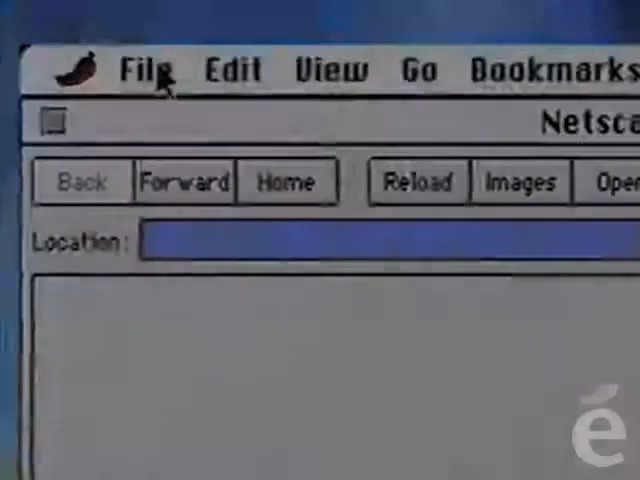 File Edit View Go Bookmarks
Netsca
Back Forward Home Reload Images Open
Location:
é